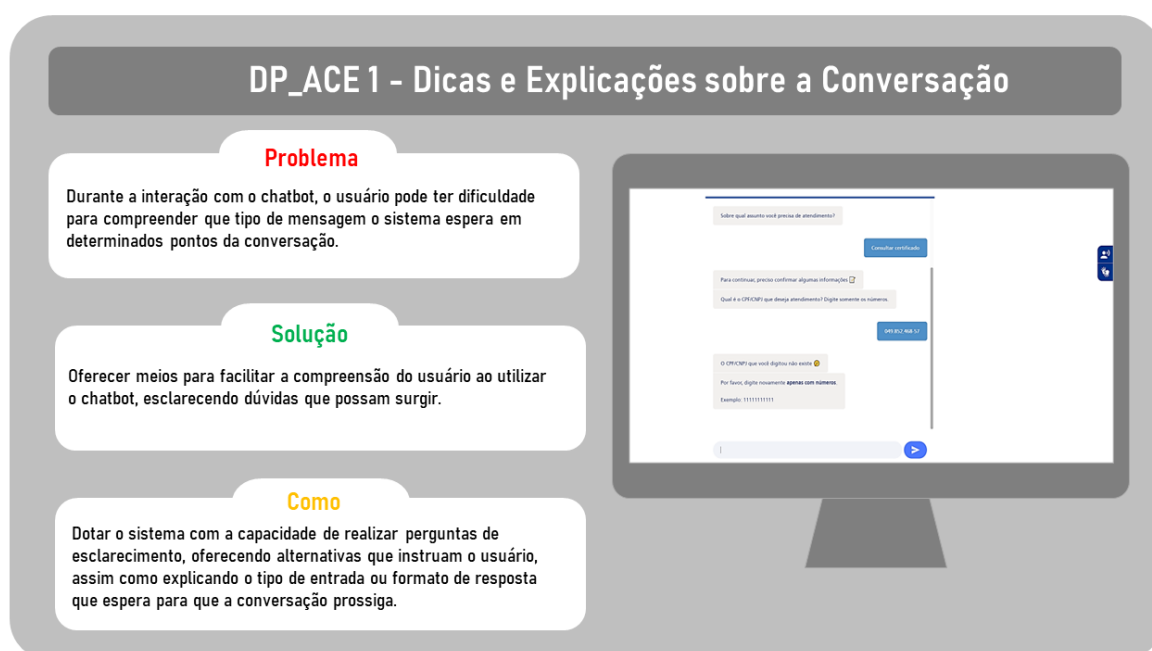 DP_ACE 1 - Dicas e Explicações sobre a Conversação
Problema
Durante a interação com o chatbot, o usuário pode ter dificuldade
para compreender que tipo de mensagem o sistema espera em
determinados pontos da conversação.
Solução
Oferecer meios para facilitar a compreensão do usuário ao utilizar
o chatbot, esclarecendo dúvidas que possam surgir.
Como
Dotar o sistema com a capacidade de realizar perguntas de
esclarecimento, oferecendo alternativas que instruam o usuário,
assim como explicando o tipo de entrada ou formato de resposta
que espera para que a conversação prossiga.
Sobre qual assunto você precisa de atendimento?
Consultar certificado
Para continuar, preciso confirmar algumas informações
Qual é o CPF/CNPJ que deseja atendimento? Digite somente os números.
049 852 468 57
O CPF/CNPJ que você digitou não existe
Por favor, digite novamente apenas com números.
Exemplo: 11111111111